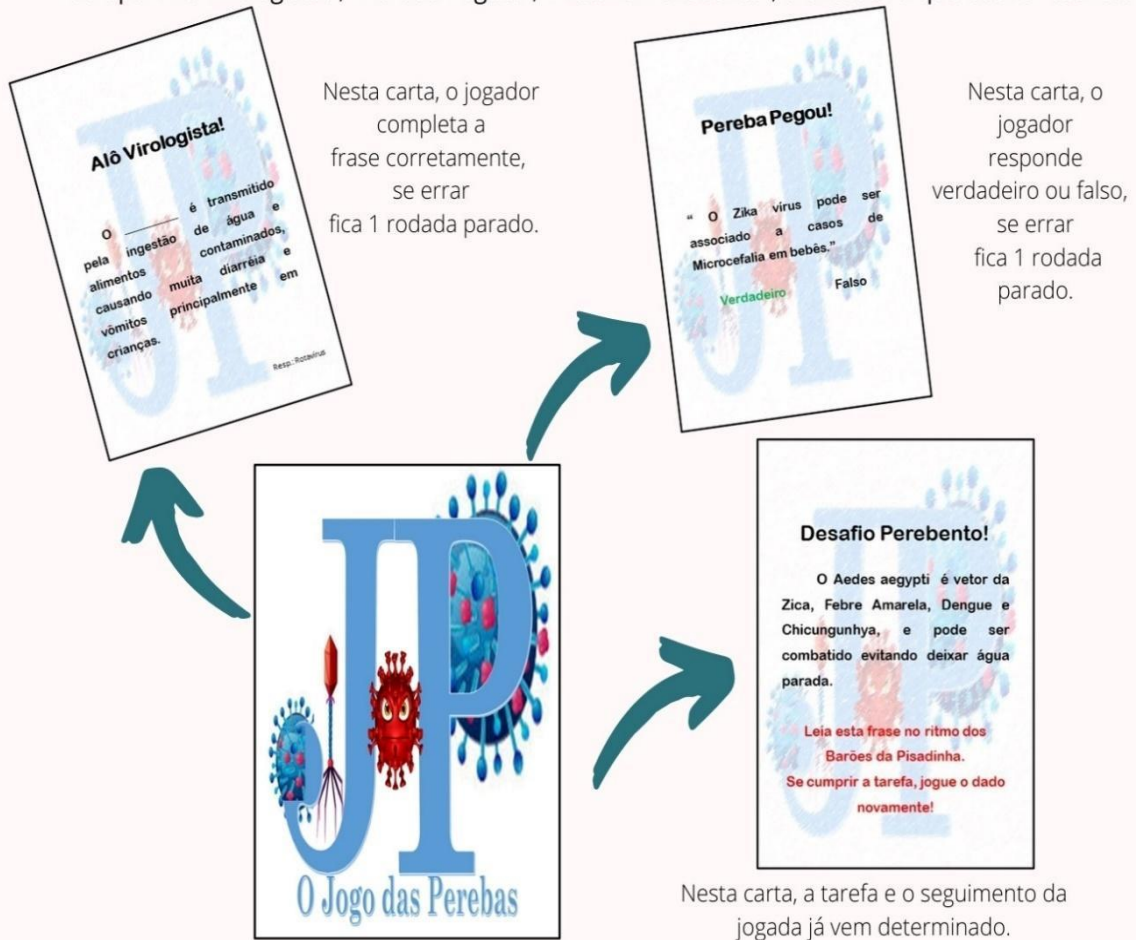 Alô Virologista!
O ________ é transmitido
pela ingestão de água e
alimentos contaminados,
causando muita diarréia e
vômitos principalmente em
crianças.
Resp.: Rotavírus
Nesta carta, o jogador
completa a
frase corretamente,
se errar
fica 1 rodada parado.
Pereba Pegou!
“ O Zika vírus pode ser
associado a casos de
Microcefalia em bebês.”
Verdadeiro Falso
Nesta carta, o
jogador
responde
verdadeiro ou falso,
se errar
fica 1 rodada
parado.
JP
O Jogo das Perebas
Desafio Perebento!
O Aedes aegypti é vetor da
Zica, Febre Amarela, Dengue e
Chicungunhya, e pode ser
combatido evitando deixar água
parada.
Leia esta frase no ritmo dos
Barões da Pisadinha.
Se cumprir a tarefa, jogue o dado
novamente!
Nesta carta, a tarefa e o seguimento da
jogada já vem determinado.